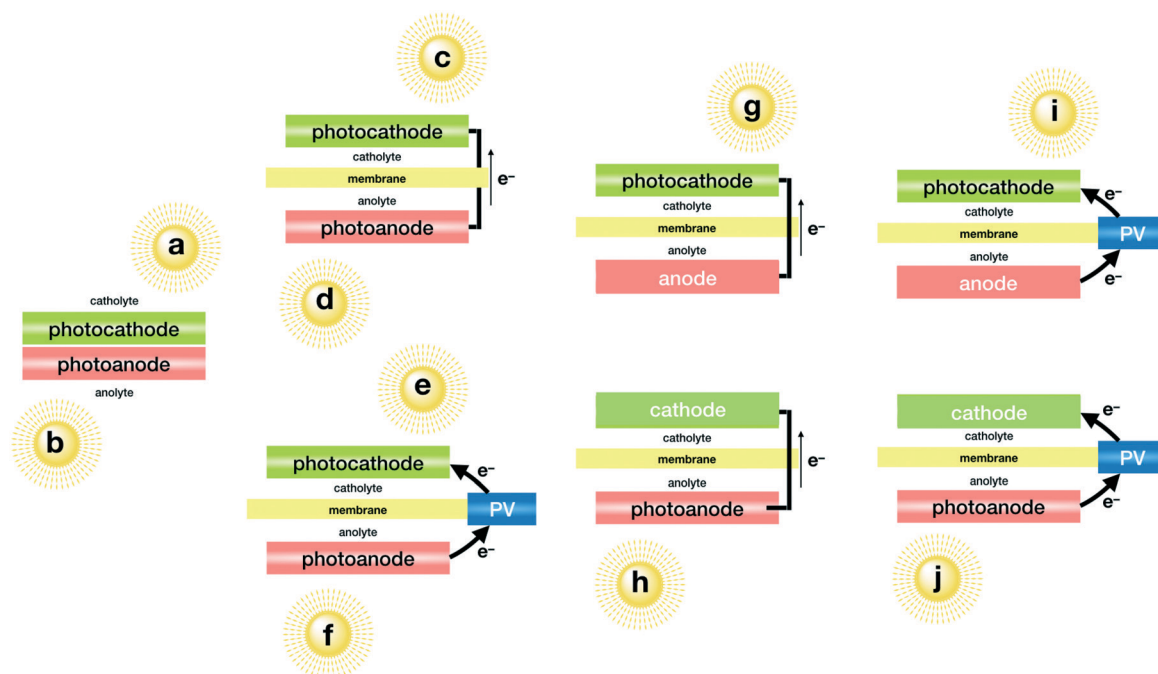 a
catholyte
photocathode
photoanode
anolyte
b
c
photocathode
catholyte
membrane
e⁻
anolyte
photoanode
d
e
photocathode
e⁻
catholyte
membrane
PV
anolyte
e⁻
photoanode
f
g
photocathode
catholyte
membrane
e⁻
anolyte
anode
cathode
catholyte
membrane
e⁻
anolyte
photoanode
h
i
photocathode
e⁻
catholyte
membrane
PV
anolyte
e⁻
anode
cathode
e⁻
catholyte
membrane
PV
anolyte
e⁻
photoanode
j